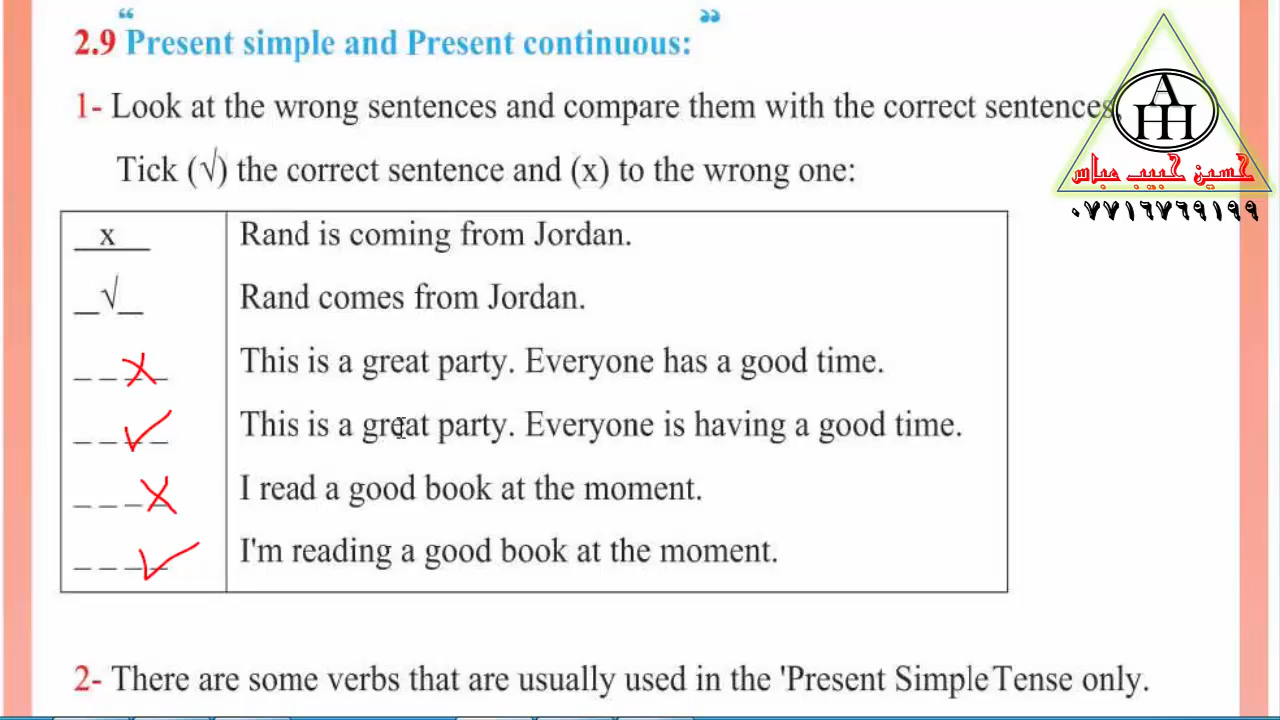 2.9 “Present simple and Present continuous:”
1- Look at the wrong sentences and compare them with the correct sentences,
Tick (√) the correct sentence and (x) to the wrong one:
x Rand is coming from Jordan.
√ Rand comes from Jordan.
x This is a great party. Everyone has a good time.
✓ This is a great party. Everyone is having a good time.
x I read a good book at the moment.
✓ I'm reading a good book at the moment.
2- There are some verbs that are usually used in the 'Present Simple Tense only.
AHH
حسين حبيب عباس
٠٧٧١٦٧٦٩١٩٩